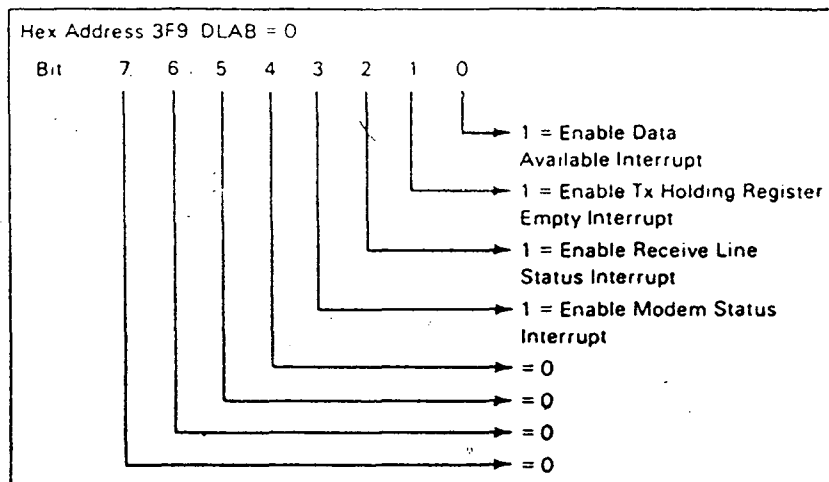 Hex Address 3F9 DLAB = 0
Bit 7 6 5 4 3 2 1 0
1 = Enable Data
Available Interrupt
1 = Enable Tx Holding Register
Empty Interrupt
1 = Enable Receive Line
Status Interrupt
1 = Enable Modem Status
Interrupt
= 0
= 0
= 0
= 0